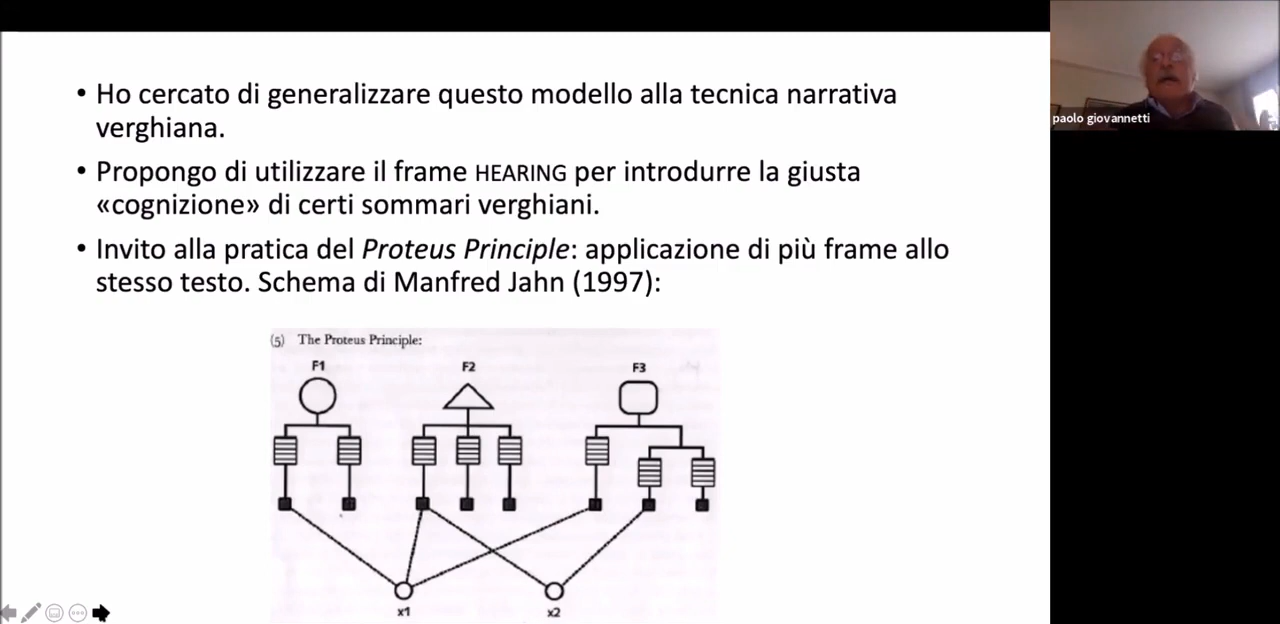 • Ho cercato di generalizzare questo modello alla tecnica narrativa
verghiana.
• Propongo di utilizzare il frame HEARING per introdurre la giusta
«cognizione» di certi sommari verghiani.
• Invito alla pratica del Proteus Principle: applicazione di più frame allo
stesso testo. Schema di Manfred Jahn (1997):
(5) The Proteus Principle:
F1 F2 F3
x1 x2
paolo giovannetti